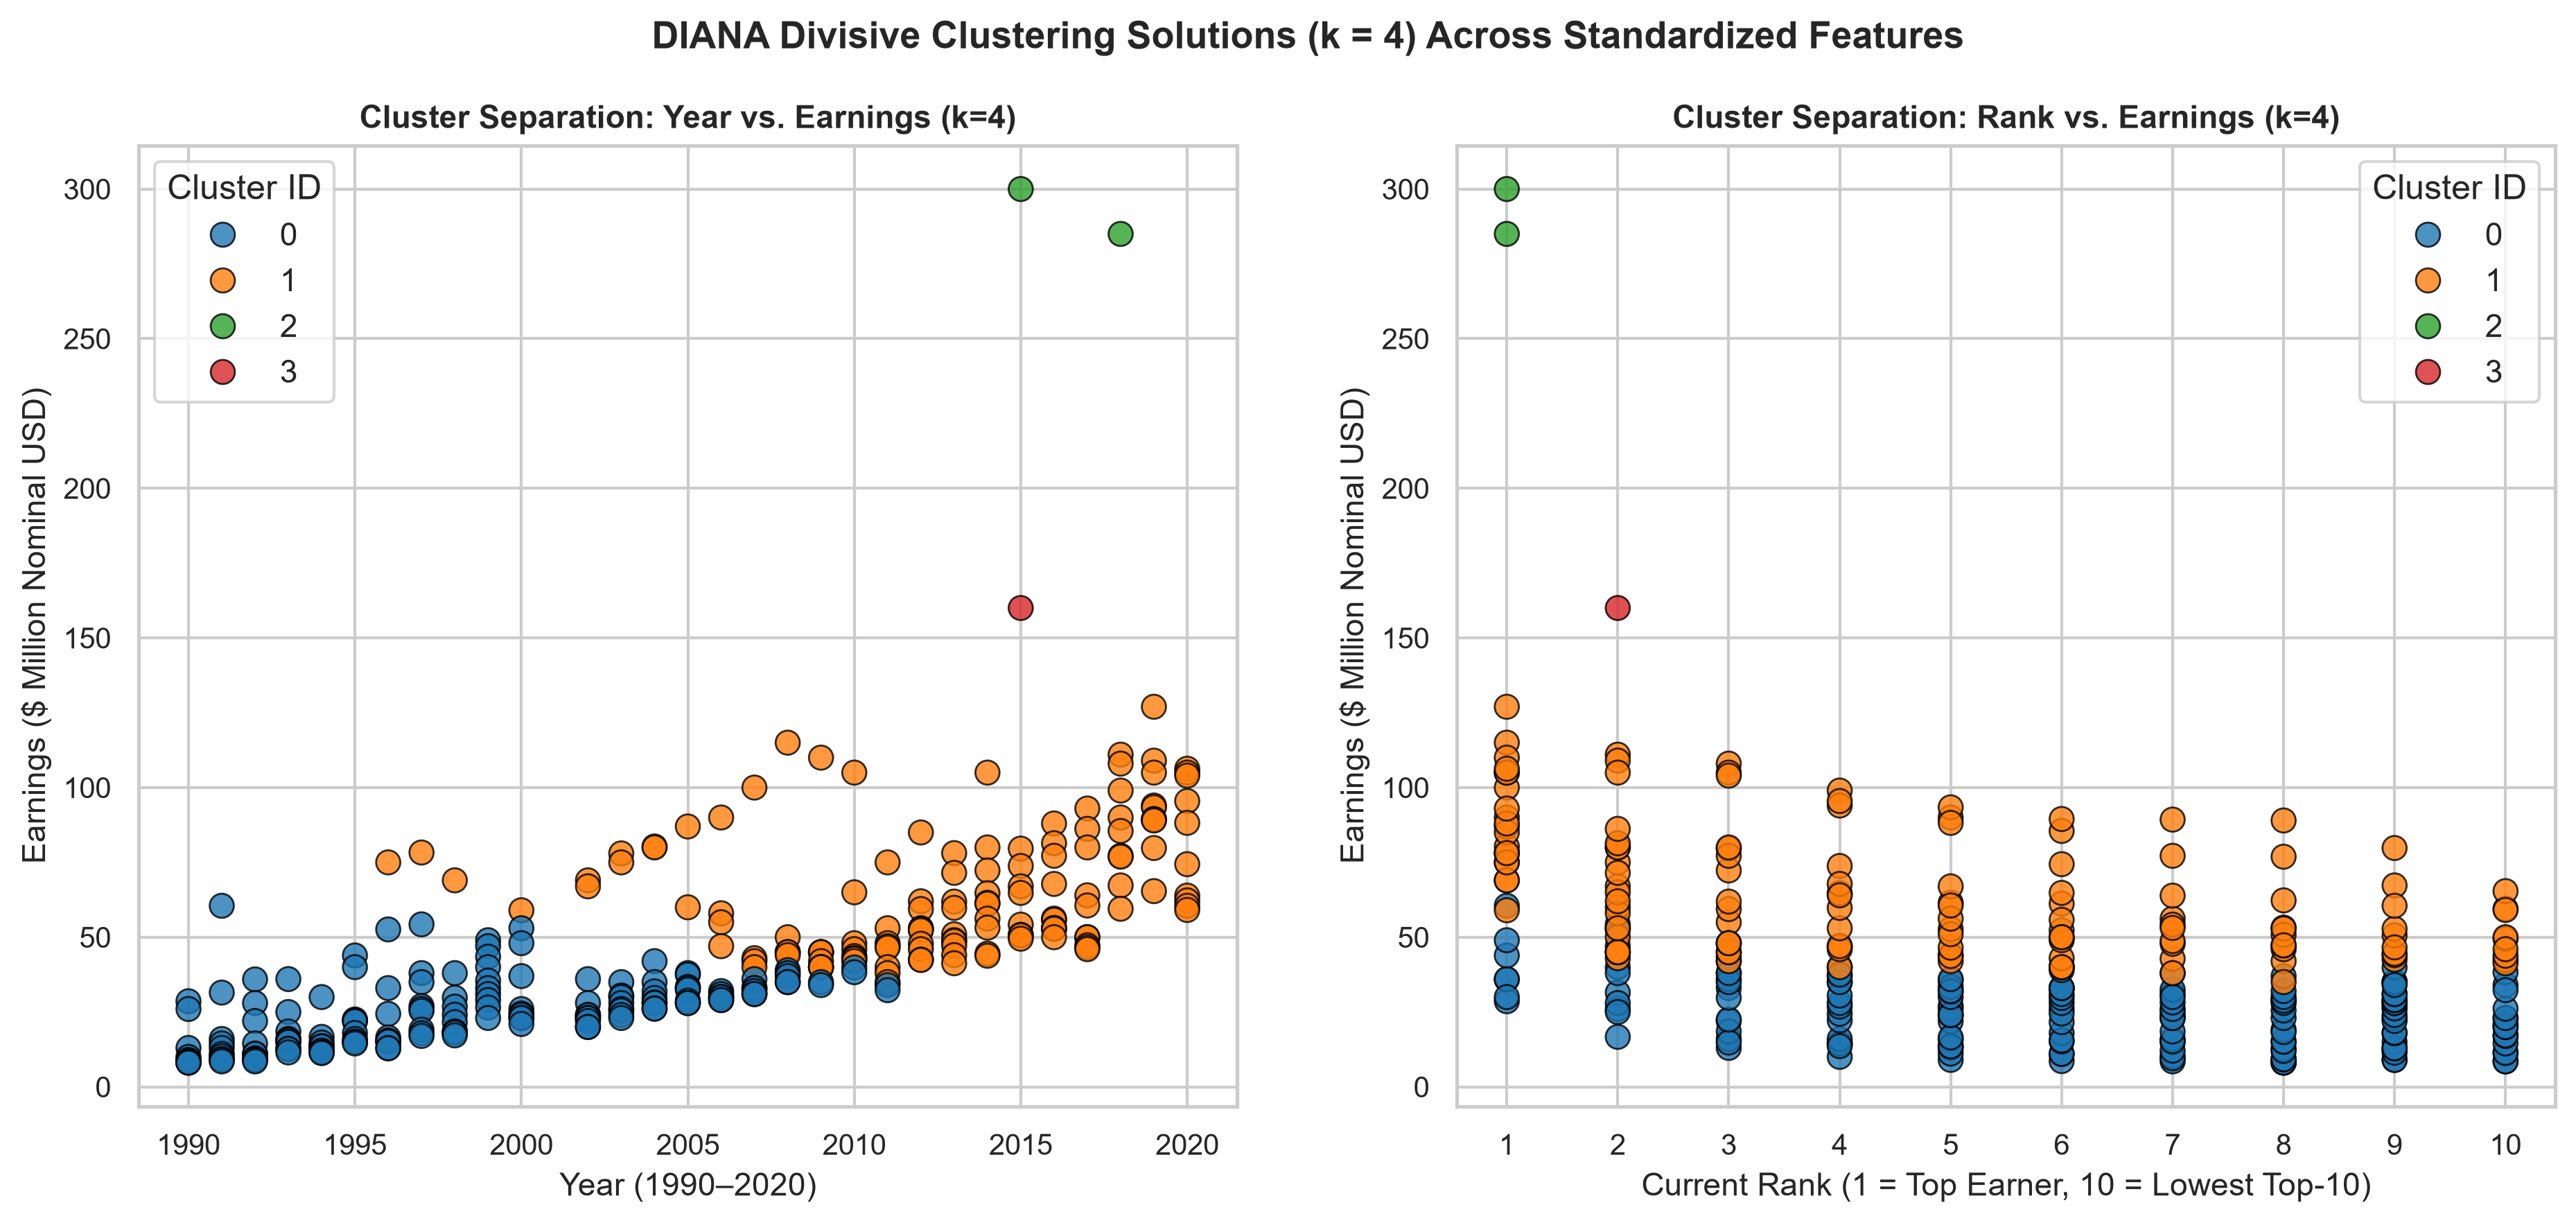 DIANA Divisive Clustering Solutions (k = 4) Across Standardized Features
Cluster Separation: Year vs. Earnings (k=4)
Cluster ID
0
1
2
3
300
250
200
150
100
50
0
Earnings ($ Million Nominal USD)
1990 1995 2000 2005 2010 2015 2020
Year (1990–2020)
Cluster Separation: Rank vs. Earnings (k=4)
Cluster ID
0
1
2
3
300
250
200
150
100
50
0
Earnings ($ Million Nominal USD)
1 2 3 4 5 6 7 8 9 10
Current Rank (1 = Top Earner, 10 = Lowest Top-10)